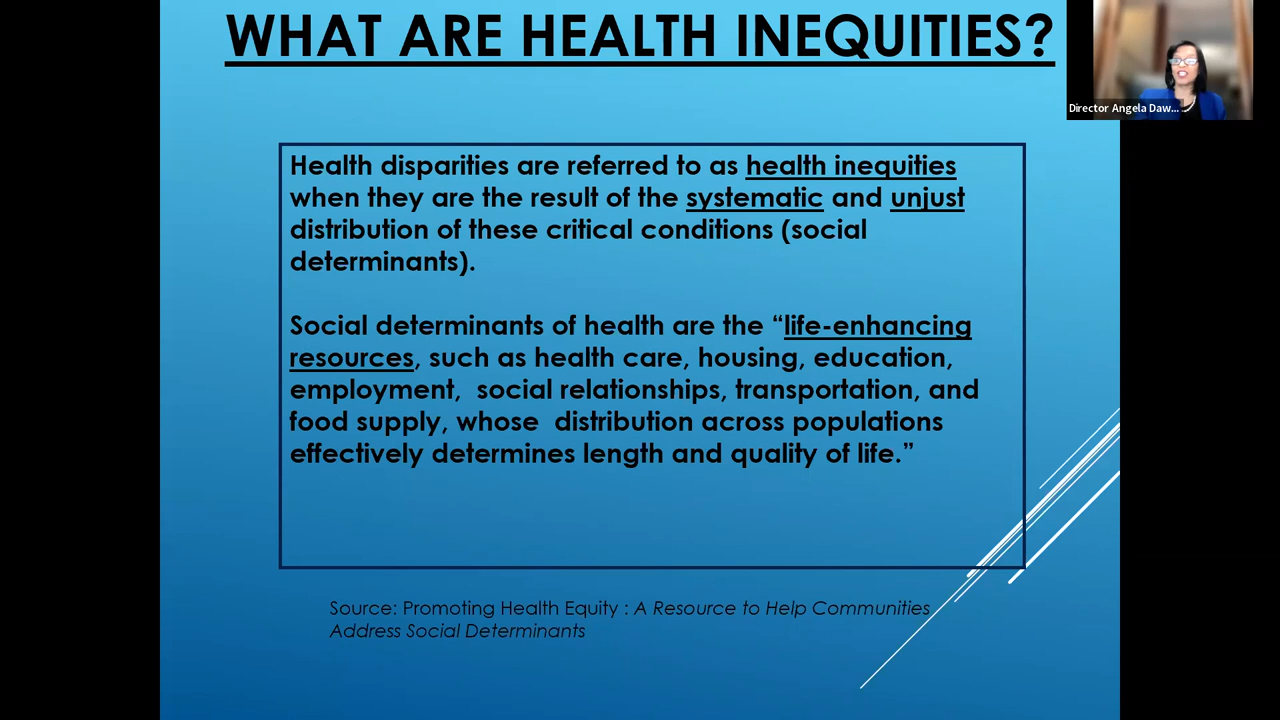 WHAT ARE HEALTH INEQUITIES?
Director Angela Daw...
Health disparities are referred to as health inequities
when they are the result of the systematic and unjust
distribution of these critical conditions (social
determinants).
Social determinants of health are the “life-enhancing
resources, such as health care, housing, education,
employment,  social relationships, transportation, and
food supply, whose  distribution across populations
effectively determines length and quality of life.”
Source: Promoting Health Equity : A Resource to Help Communities
Address Social Determinants